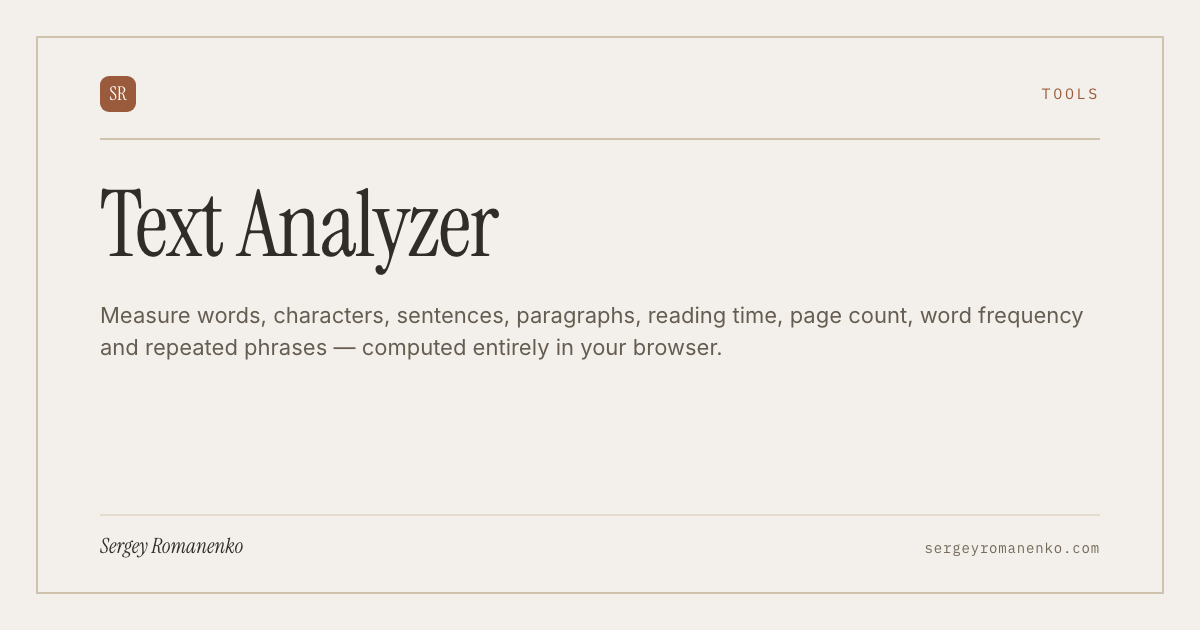 SR
TOOLS
Text Analyzer
Measure words, characters, sentences, paragraphs, reading time, page count, word frequency
and repeated phrases — computed entirely in your browser.
Sergey Romanenko
sergeyromanenko.com